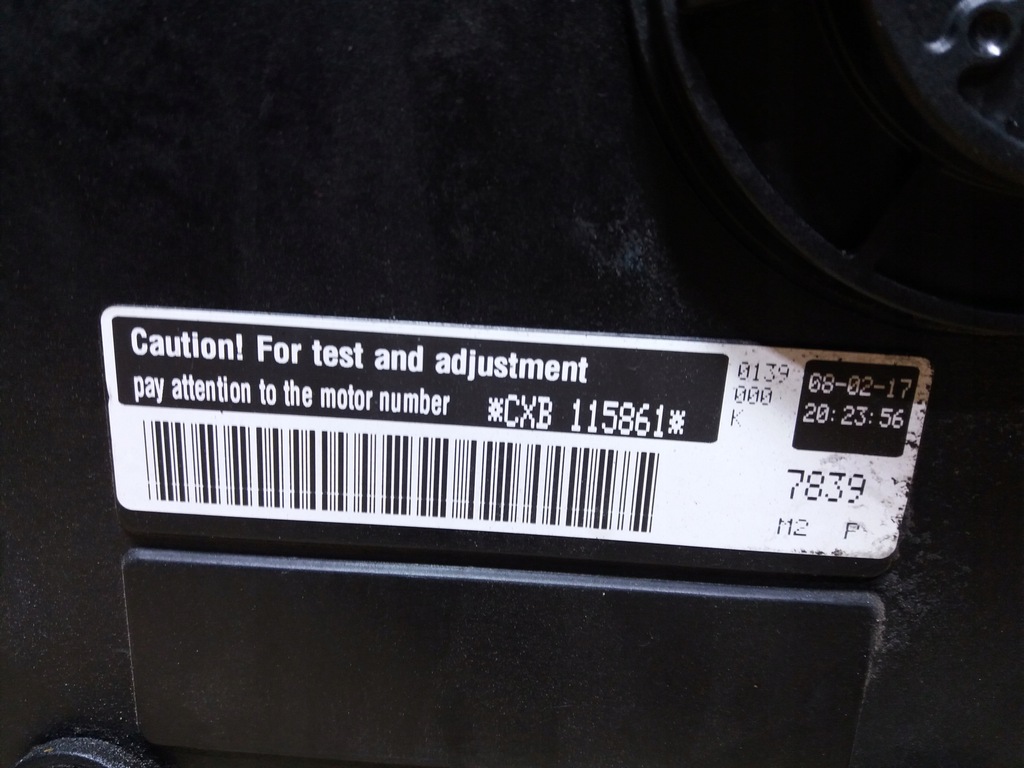 Caution! For test and adjustment
pay attention to the motor number *CXB 115861*
0139
000
K
08-02-17
20:23:56
7839
M2 P